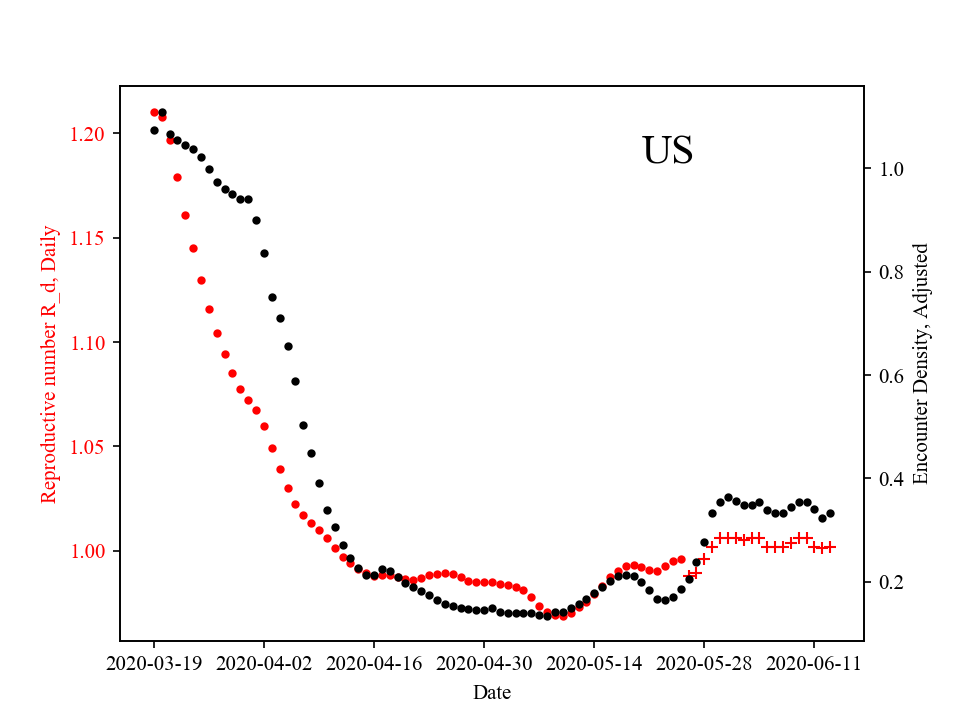 US
1.20
1.15
1.10
1.05
1.00
Reproductive number R_d, Daily
1.0
0.8
0.6
0.4
0.2
Encounter Density, Adjusted
2020-03-19 2020-04-02 2020-04-16 2020-04-30 2020-05-14 2020-05-28 2020-06-11
Date